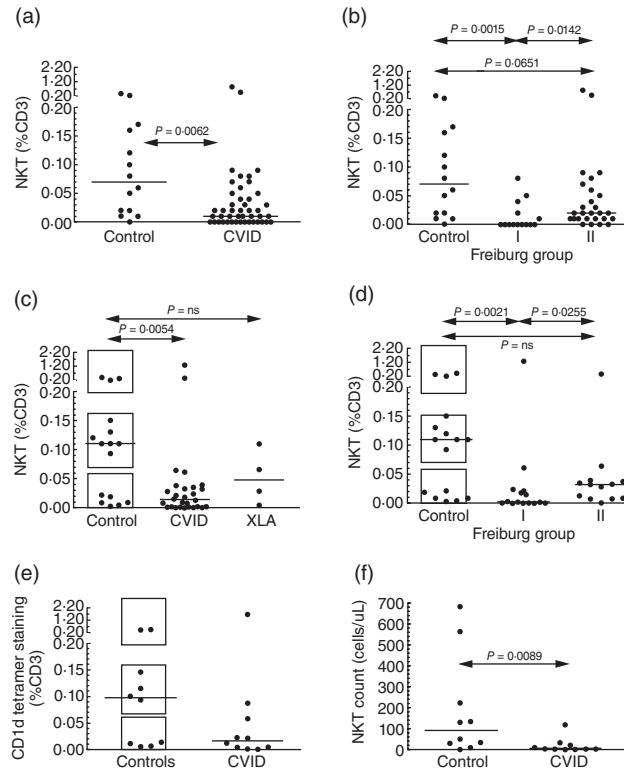 (a)
2·20
1·20
0·20
0·20
0·15
0·10
0·05
0·00
NKT (%CD3)
P = 0·0062
Control CVID
(b)
P = 0·0015 P = 0·0142
P = 0·0651
2·20
1·20
0·20
0·20
0·15
0·10
0·05
0·00
NKT (%CD3)
Control I II
Freiburg group
(c)
P = ns
P = 0·0054
2·20
1·20
0·20
0·20
0·15
0·10
0·05
0·00
NKT (%CD3)
Control CVID XLA
(d)
P = 0·0021 P = 0·0255
P = ns
2·20
1·20
0·20
0·20
0·15
0·10
0·05
0·00
NKT (%CD3)
Control I II
Freiburg group
(e)
2·20
1·20
0·20
0·20
0·15
0·10
0·05
0·00
CD1d tetramer staining
(%CD3)
Controls CVID
(f)
700
600
500
400
300
200
100
0
NKT count (cells/uL)
P = 0·0089
Control CVID